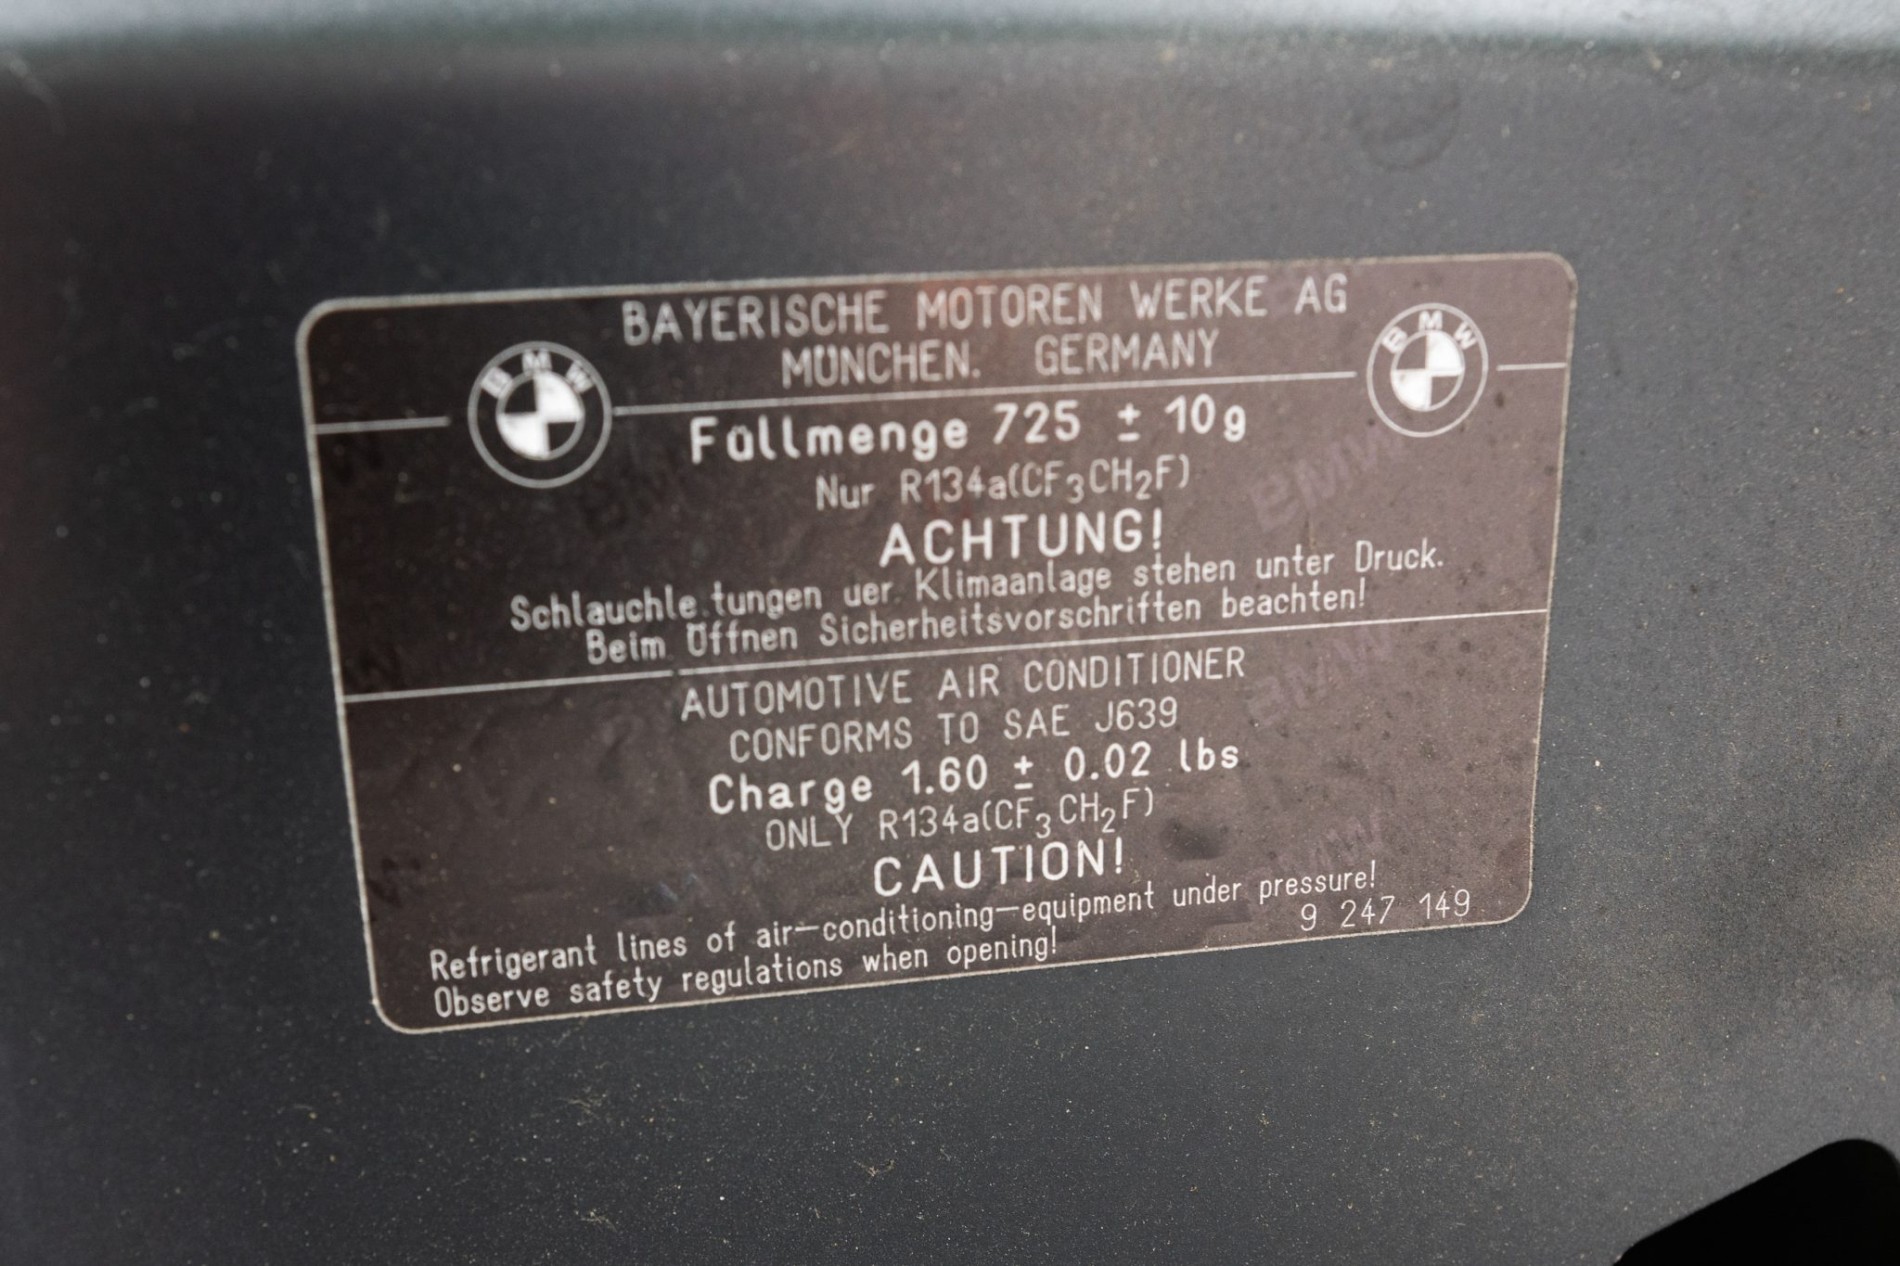 BAYERISCHE MOTOREN WERKE AG
MÜNCHEN. GERMANY
BMW
BMW
Füllmenge 725 ± 10g
Nur R134a(CF₃CH₂F)
ACHTUNG!
Schlauchle.tungen uer Klimaanlage stehen unter Druck.
Beim Öffnen Sicherheitsvorschriften beachten!
AUTOMOTIVE AIR CONDITIONER
CONFORMS TO SAE J639
Charge 1.60 ± 0.02 lbs
ONLY R134a(CF₃CH₂F)
CAUTION!
Refrigerant lines of air-conditioning-equipment under pressure!
Observe safety regulations when opening!
9 247 149